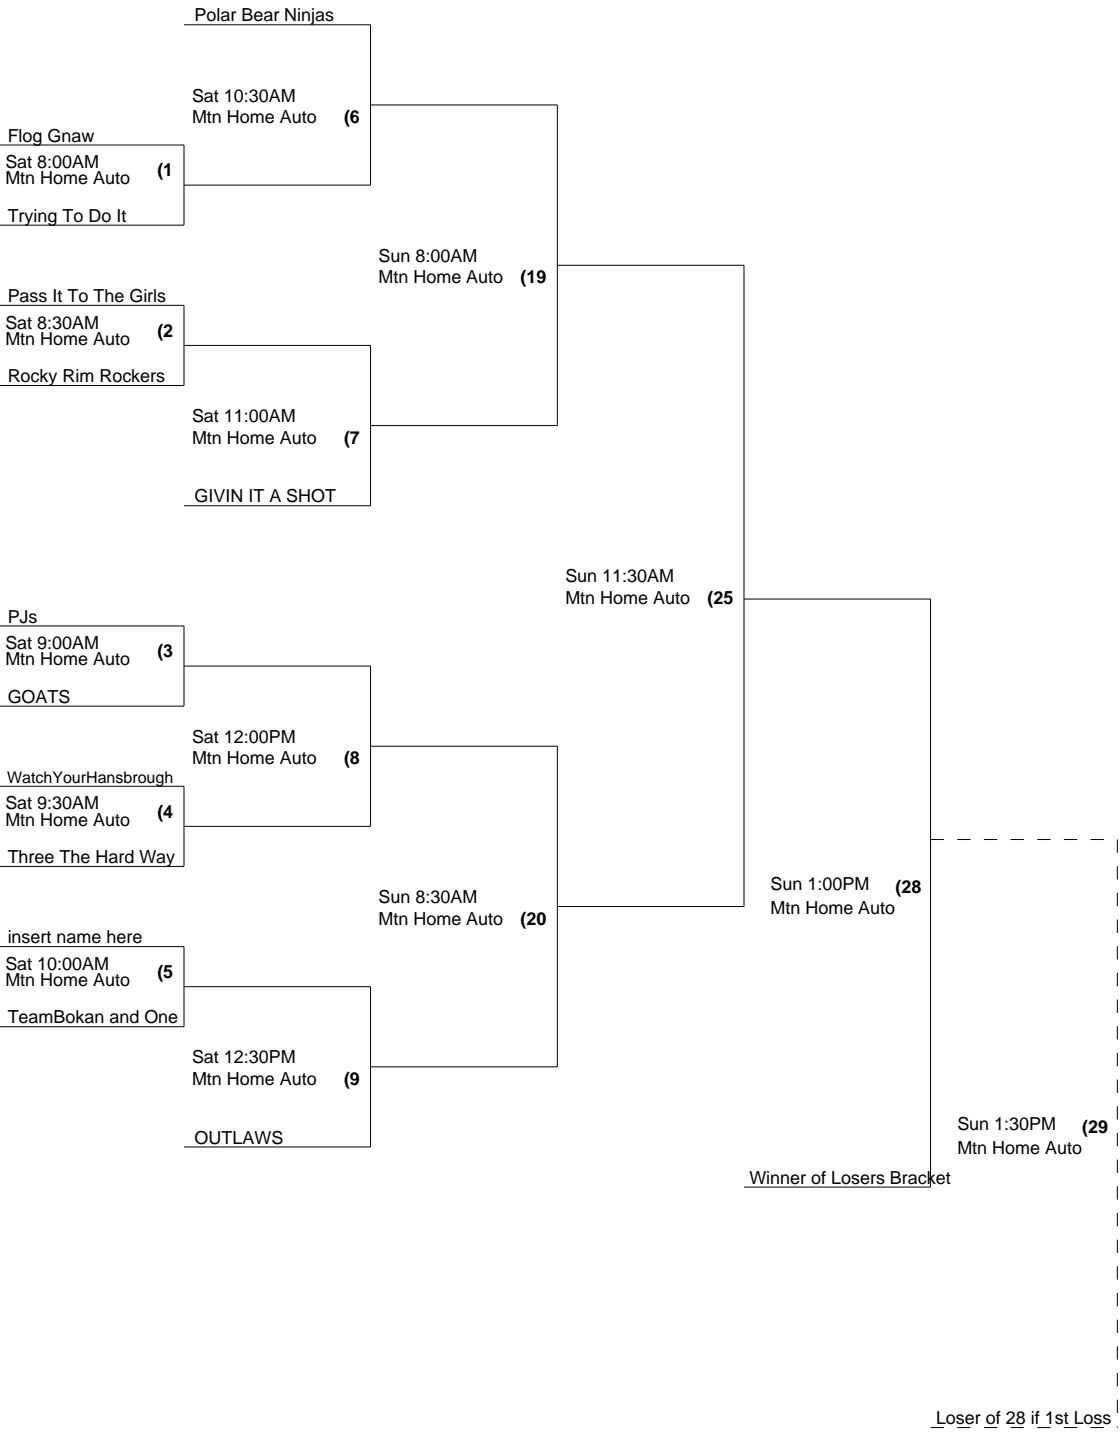 Polar Bear Ninjas
Sat 10:30AM
Mtn Home Auto (6
Flog Gnaw
Sat 8:00AM
Mtn Home Auto (1
Trying To Do It
Sun 8:00AM
Mtn Home Auto (19
Pass It To The Girls
Sat 8:30AM
Mtn Home Auto (2
Rocky Rim Rockers
Sat 11:00AM
Mtn Home Auto (7
GIVIN IT A SHOT
Sun 11:30AM
Mtn Home Auto (25
PJs
Sat 9:00AM
Mtn Home Auto (3
GOATS
Sat 12:00PM
Mtn Home Auto (8
WatchYourHansbrough
Sat 9:30AM
Mtn Home Auto (4
Three The Hard Way
Sun 8:30AM
Mtn Home Auto (20
Sun 1:00PM (28
Mtn Home Auto
insert name here
Sat 10:00AM
Mtn Home Auto (5
TeamBokan and One
Sat 12:30PM
Mtn Home Auto (9
OUTLAWS
Sun 1:30PM (29
Mtn Home Auto
Winner of Losers Bracket
Loser of 28 if 1st Loss